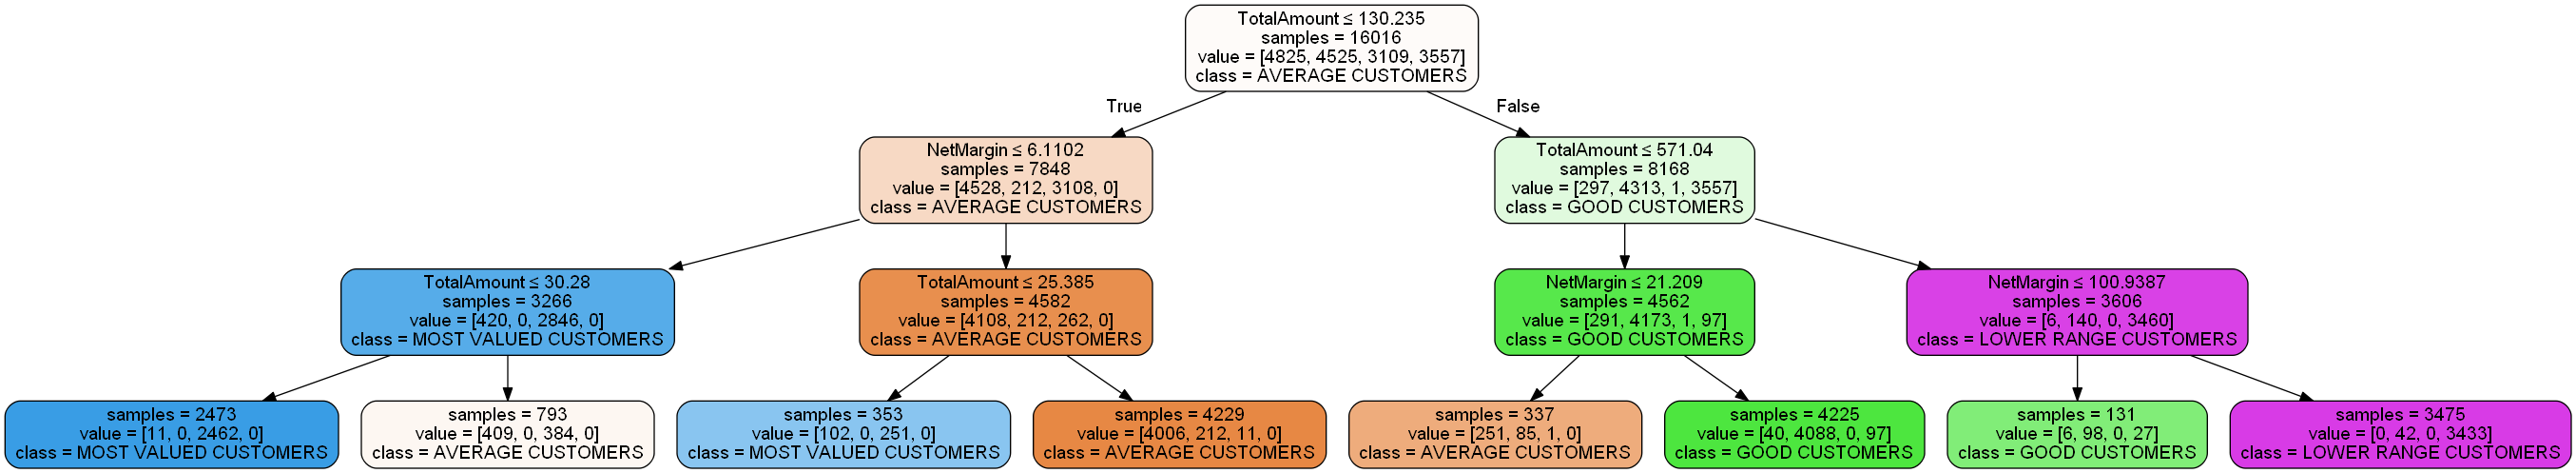 TotalAmount ≤ 130.235
samples = 16016
value = [4825, 4525, 3109, 3557]
class = AVERAGE CUSTOMERS
True
False
NetMargin ≤ 6.1102
samples = 7848
value = [4528, 212, 3108, 0]
class = AVERAGE CUSTOMERS
TotalAmount ≤ 571.04
samples = 8168
value = [297, 4313, 1, 3557]
class = GOOD CUSTOMERS
TotalAmount ≤ 30.28
samples = 3266
value = [420, 0, 2846, 0]
class = MOST VALUED CUSTOMERS
TotalAmount ≤ 25.385
samples = 4582
value = [4108, 212, 262, 0]
class = AVERAGE CUSTOMERS
NetMargin ≤ 21.209
samples = 4562
value = [291, 4173, 1, 97]
class = GOOD CUSTOMERS
NetMargin ≤ 100.9387
samples = 3606
value = [6, 140, 0, 3460]
class = LOWER RANGE CUSTOMERS
samples = 2473
value = [11, 0, 2462, 0]
class = MOST VALUED CUSTOMERS
samples = 793
value = [409, 0, 384, 0]
class = AVERAGE CUSTOMERS
samples = 353
value = [102, 0, 251, 0]
class = MOST VALUED CUSTOMERS
samples = 4229
value = [4006, 212, 11, 0]
class = AVERAGE CUSTOMERS
samples = 337
value = [251, 85, 1, 0]
class = AVERAGE CUSTOMERS
samples = 4225
value = [40, 4088, 0, 97]
class = GOOD CUSTOMERS
samples = 131
value = [6, 98, 0, 27]
class = GOOD CUSTOMERS
samples = 3475
value = [0, 42, 0, 3433]
class = LOWER RANGE CUSTOMERS